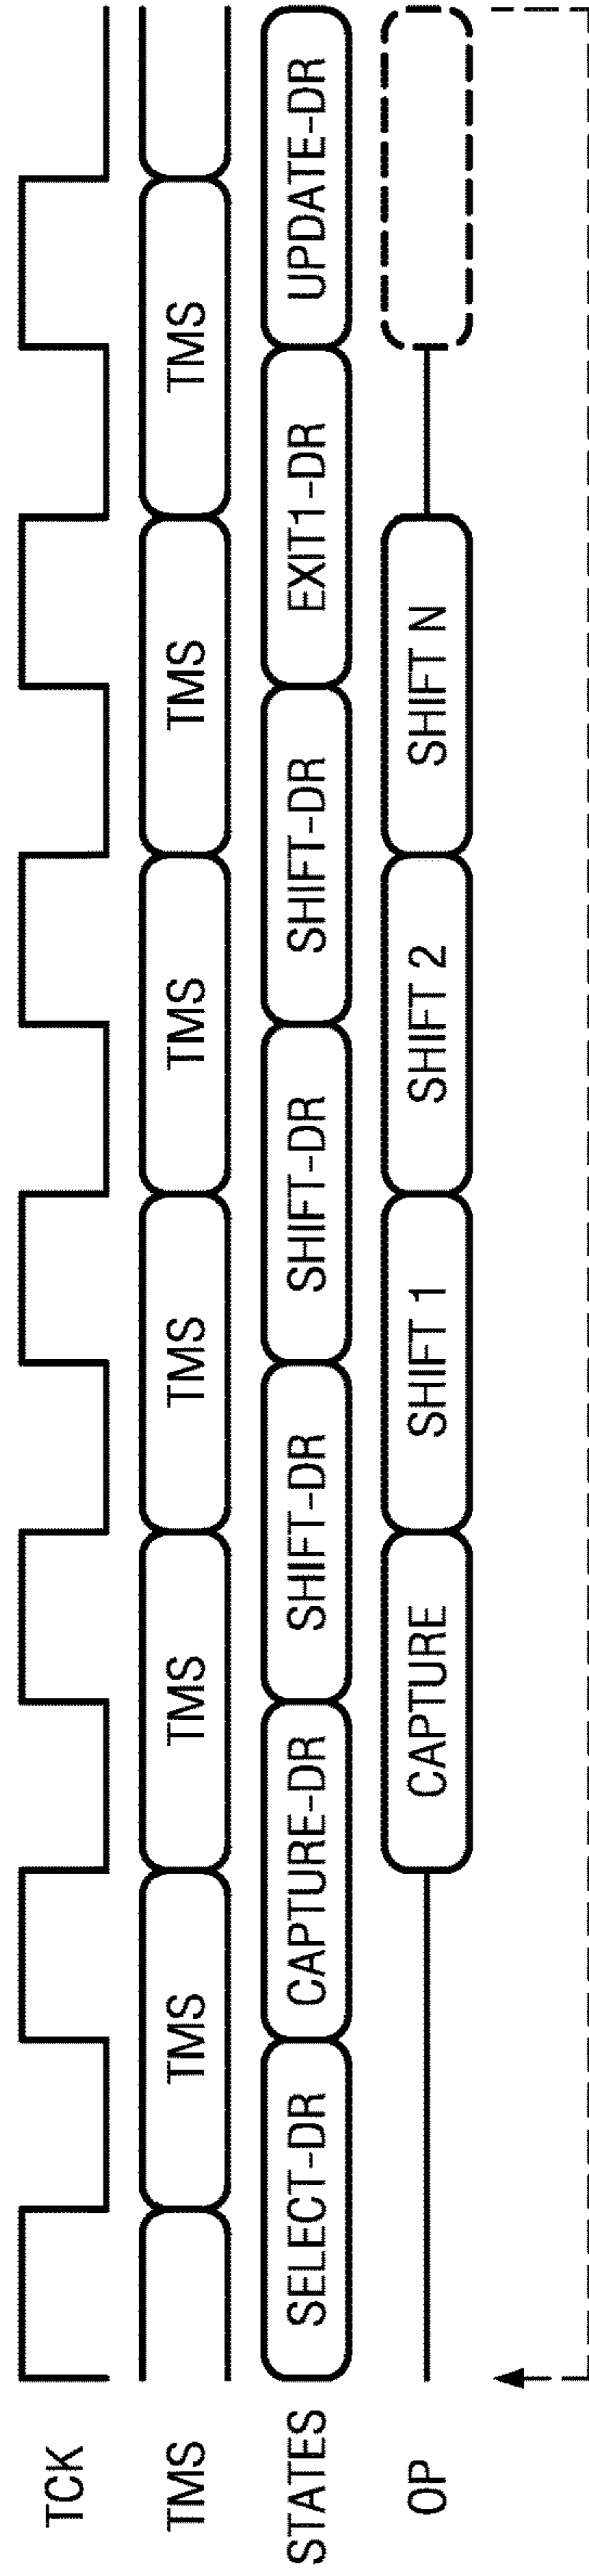 TCK
TMS TMS TMS TMS TMS TMS TMS
STATES SELECT-DR CAPTURE-DR SHIFT-DR SHIFT-DR SHIFT-DR EXIT1-DR UPDATE-DR
OP CAPTURE SHIFT 1 SHIFT 2 SHIFT N